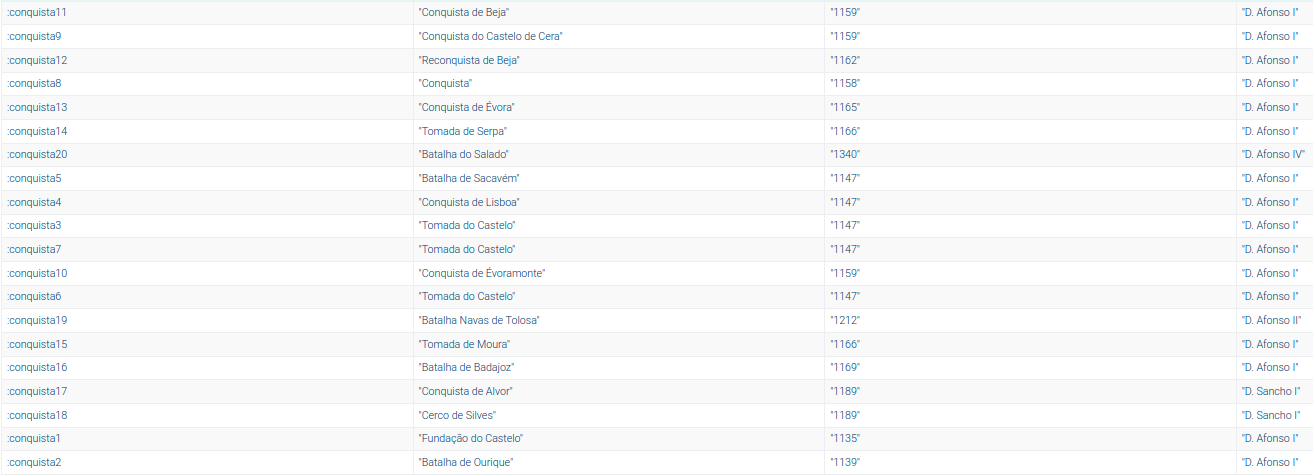 :conquista11 "Conquista de Beja" "1159" "D. Afonso I"
:conquista9 "Conquista do Castelo de Cera" "1159" "D. Afonso I"
:conquista12 "Reconquista de Beja" "1162" "D. Afonso I"
:conquista8 "Conquista" "1158" "D. Afonso I"
:conquista13 "Conquista de Évora" "1165" "D. Afonso I"
:conquista14 "Tomada de Serpa" "1166" "D. Afonso I"
:conquista20 "Batalha do Salado" "1340" "D. Afonso IV"
:conquista5 "Batalha de Sacavém" "1147" "D. Afonso I"
:conquista4 "Conquista de Lisboa" "1147" "D. Afonso I"
:conquista3 "Tomada do Castelo" "1147" "D. Afonso I"
:conquista7 "Tomada do Castelo" "1147" "D. Afonso I"
:conquista10 "Conquista de Évoramonte" "1159" "D. Afonso I"
:conquista6 "Tomada do Castelo" "1147" "D. Afonso I"
:conquista19 "Batalha Navas de Tolosa" "1212" "D. Afonso II"
:conquista15 "Tomada de Moura" "1166" "D. Afonso I"
:conquista16 "Batalha de Badajoz" "1169" "D. Afonso I"
:conquista17 "Conquista de Alvor" "1189" "D. Sancho I"
:conquista18 "Cerco de Silves" "1189" "D. Sancho I"
:conquista1 "Fundação do Castelo" "1135" "D. Afonso I"
:conquista2 "Batalha de Ourique" "1139" "D. Afonso I"